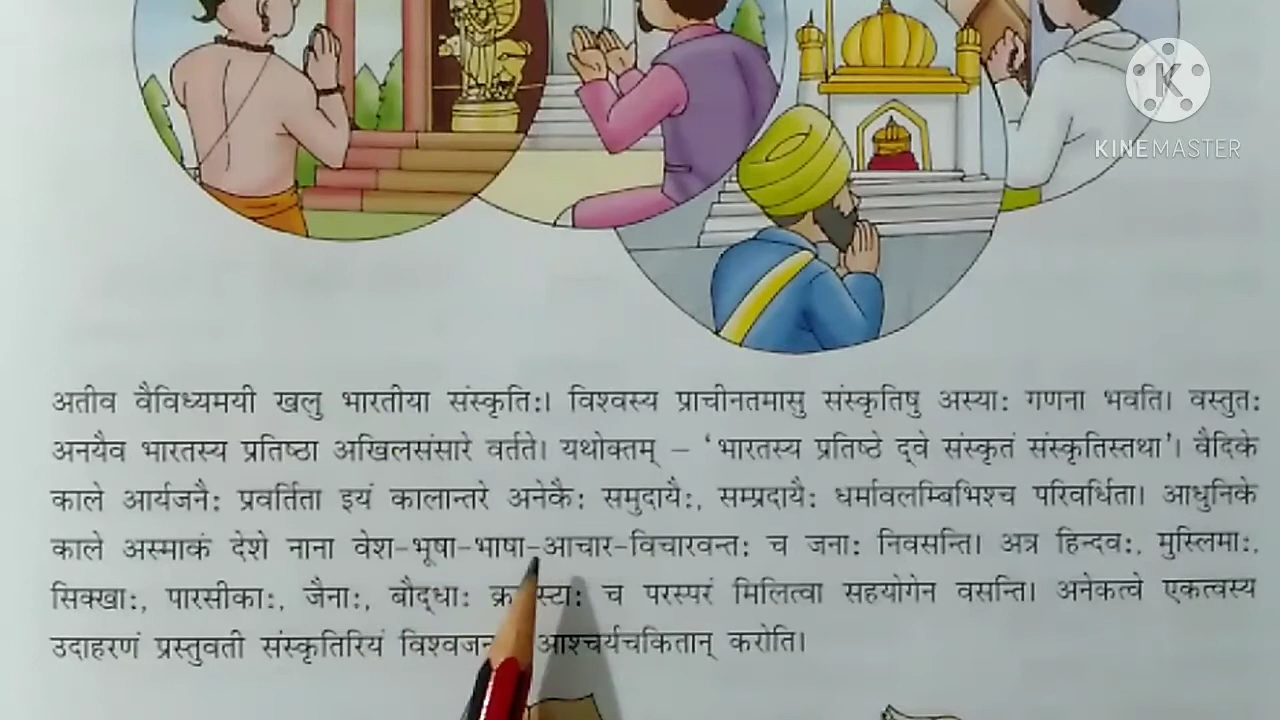 K
KINEMASTER
अतीव वैविध्यमयी खलु भारतीया संस्कृतिः। विश्वस्य प्राचीनतमासु संस्कृतिषु अस्याः गणना भवति। वस्तुतः
अनयैव भारतस्य प्रतिष्ठा अखिलसंसारे वर्तते। यथोक्तम् – ‘भारतस्य प्रतिष्ठे द्वे संस्कृतं संस्कृतिस्तथा’। वैदिके
काले आर्यजनैः प्रवर्तिता इयं कालान्तरे अनेकैः समुदायैः, सम्प्रदायैः धर्मावलम्बिभिश्च परिवर्धिता। आधुनिके
काले अस्माकं देशे नाना वेश-भूषा-भाषा-आचार-विचारवन्तः च जनाः निवसन्ति। अत्र हिन्दवः, मुस्लिमाः,
सिक्खाः, पारसीकाः, जैनाः, बौद्धाः च परस्परं मिलित्वा सहयोगेन वसन्ति। अनेकत्वे एकत्वस्य
उदाहरणं प्रस्तुवती संस्कृतिरियं आश्चर्यचकितान् करोति।